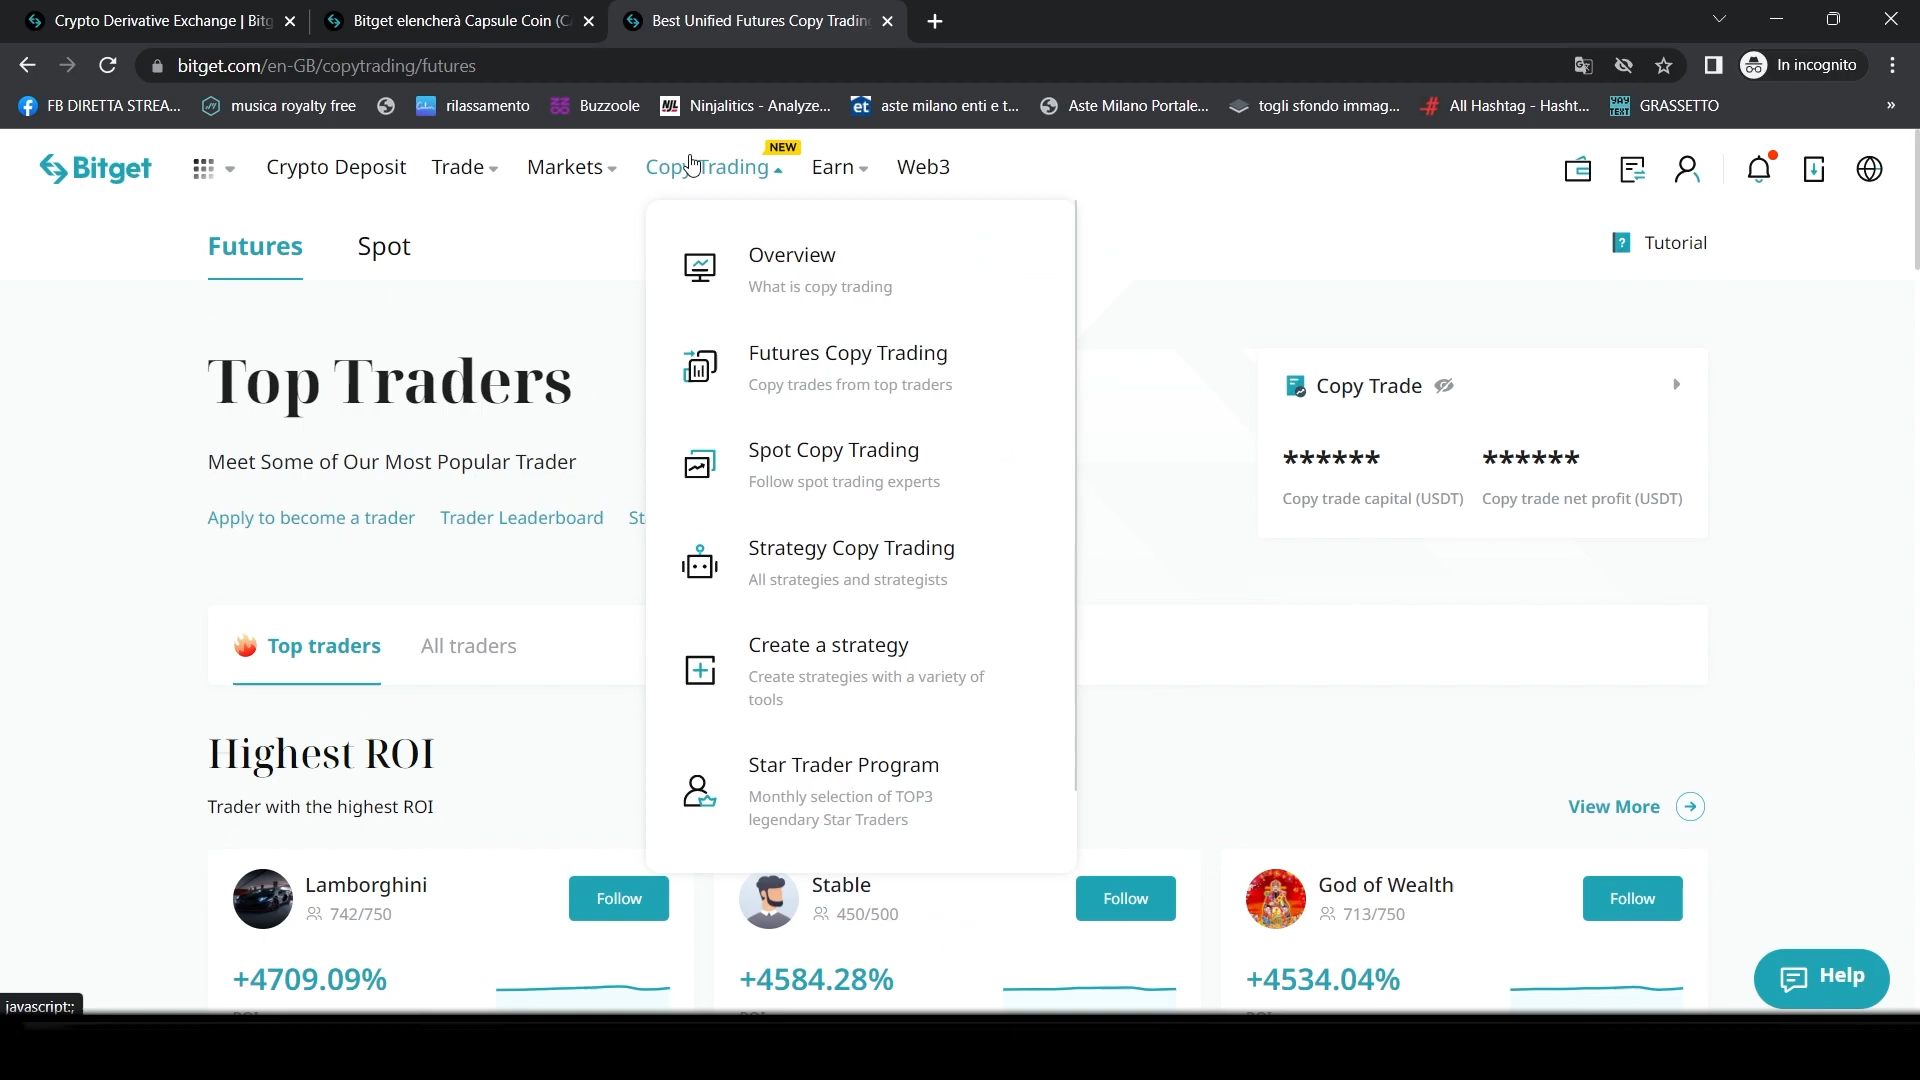 Crypto Derivative Exchange | Bitg
Bitget elencherà Capsule Coin (C
Best Unified Futures Copy Trading
bitget.com/en-GB/copytrading/futures
In incognito
FB DIRETTA STREA...
musica royalty free
rilassamento
Buzzoole
NJL Ninjalitics - Analyze...
et aste milano enti e t...
Aste Milano Portale...
togli sfondo immag...
# All Hashtag - Hasht...
YAY TEXT GRASSETTO
»
Bitget
Crypto Deposit
Trade
Markets
Copy Trading
NEW
Earn
Web3
Futures
Spot
Tutorial
Overview
What is copy trading
Futures Copy Trading
Copy trades from top traders
Spot Copy Trading
Follow spot trading experts
Strategy Copy Trading
All strategies and strategists
Create a strategy
Create strategies with a variety of
tools
Star Trader Program
Monthly selection of TOP3
legendary Star Traders
Top Traders
Meet Some of Our Most Popular Trader
Apply to become a trader
Trader Leaderboard
St
Copy Trade
****** ******
Copy trade capital (USDT) Copy trade net profit (USDT)
Top traders
All traders
Highest ROI
Trader with the highest ROI
View More
Lamborghini
742/750
Follow
+4709.09%
Stable
450/500
Follow
+4584.28%
God of Wealth
713/750
Follow
+4534.04%
Help
javascript:;